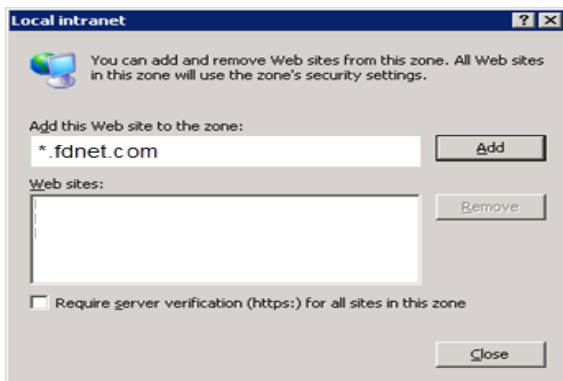 Local intranet
You can add and remove Web sites from this zone. All Web sites
in this zone will use the zone's security settings.
Add this Web site to the zone:
*.fdnet.com
Add
Web sites:
Remove
Require server verification (https:) for all sites in this zone
Close